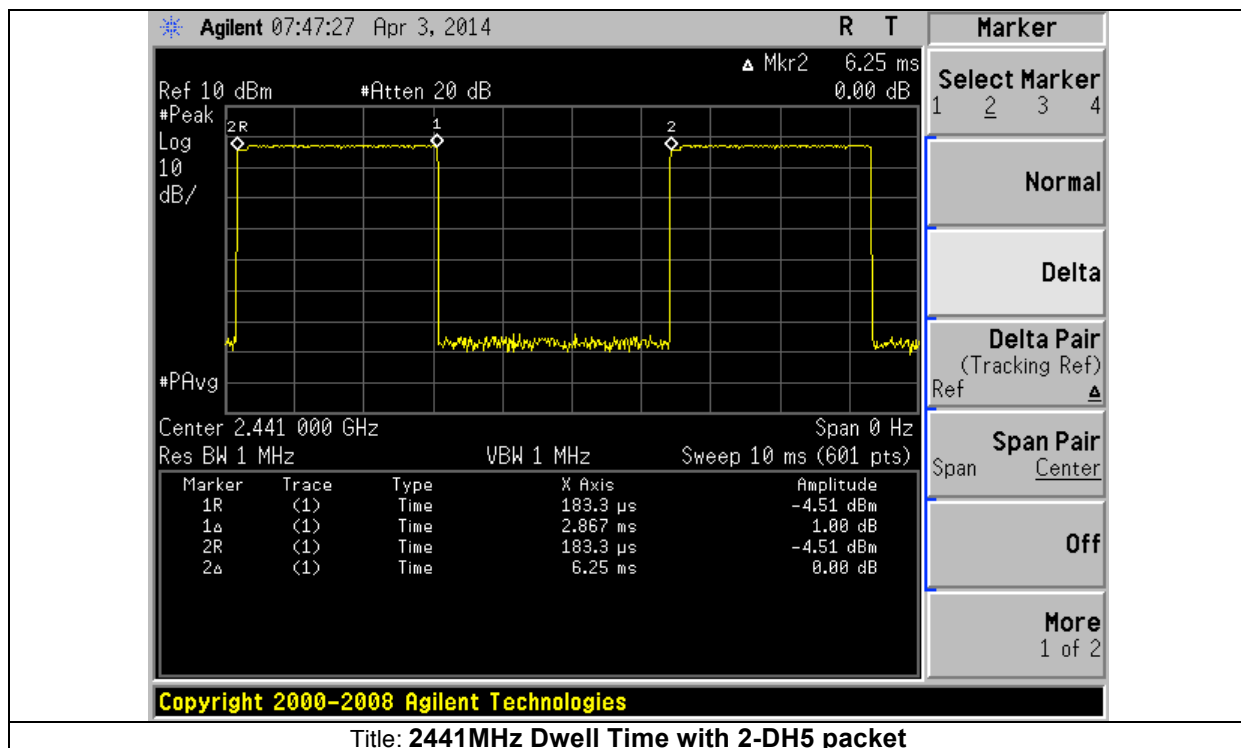 Agilent 07:47:27 Apr 3, 2014 R T
Δ Mkr2 6.25 ms
Ref 10 dBm #Atten 20 dB 0.00 dB
#Peak
Log
10
dB/
2R 1 2
#PAvg
Center 2.441 000 GHz Span 0 Hz
Res BW 1 MHz VBW 1 MHz Sweep 10 ms (601 pts)
Marker Trace Type X Axis Amplitude
1R (1) Time 183.3 µs -4.51 dBm
1Δ (1) Time 2.867 ms 1.00 dB
2R (1) Time 183.3 µs -4.51 dBm
2Δ (1) Time 6.25 ms 0.00 dB
Marker
Select Marker
1 2 3 4
Normal
Delta
Delta Pair
(Tracking Ref)
Ref Δ
Span Pair
Span Center
Off
More
1 of 2
Copyright 2000-2008 Agilent Technologies
Title: 2441MHz Dwell Time with 2-DH5 packet